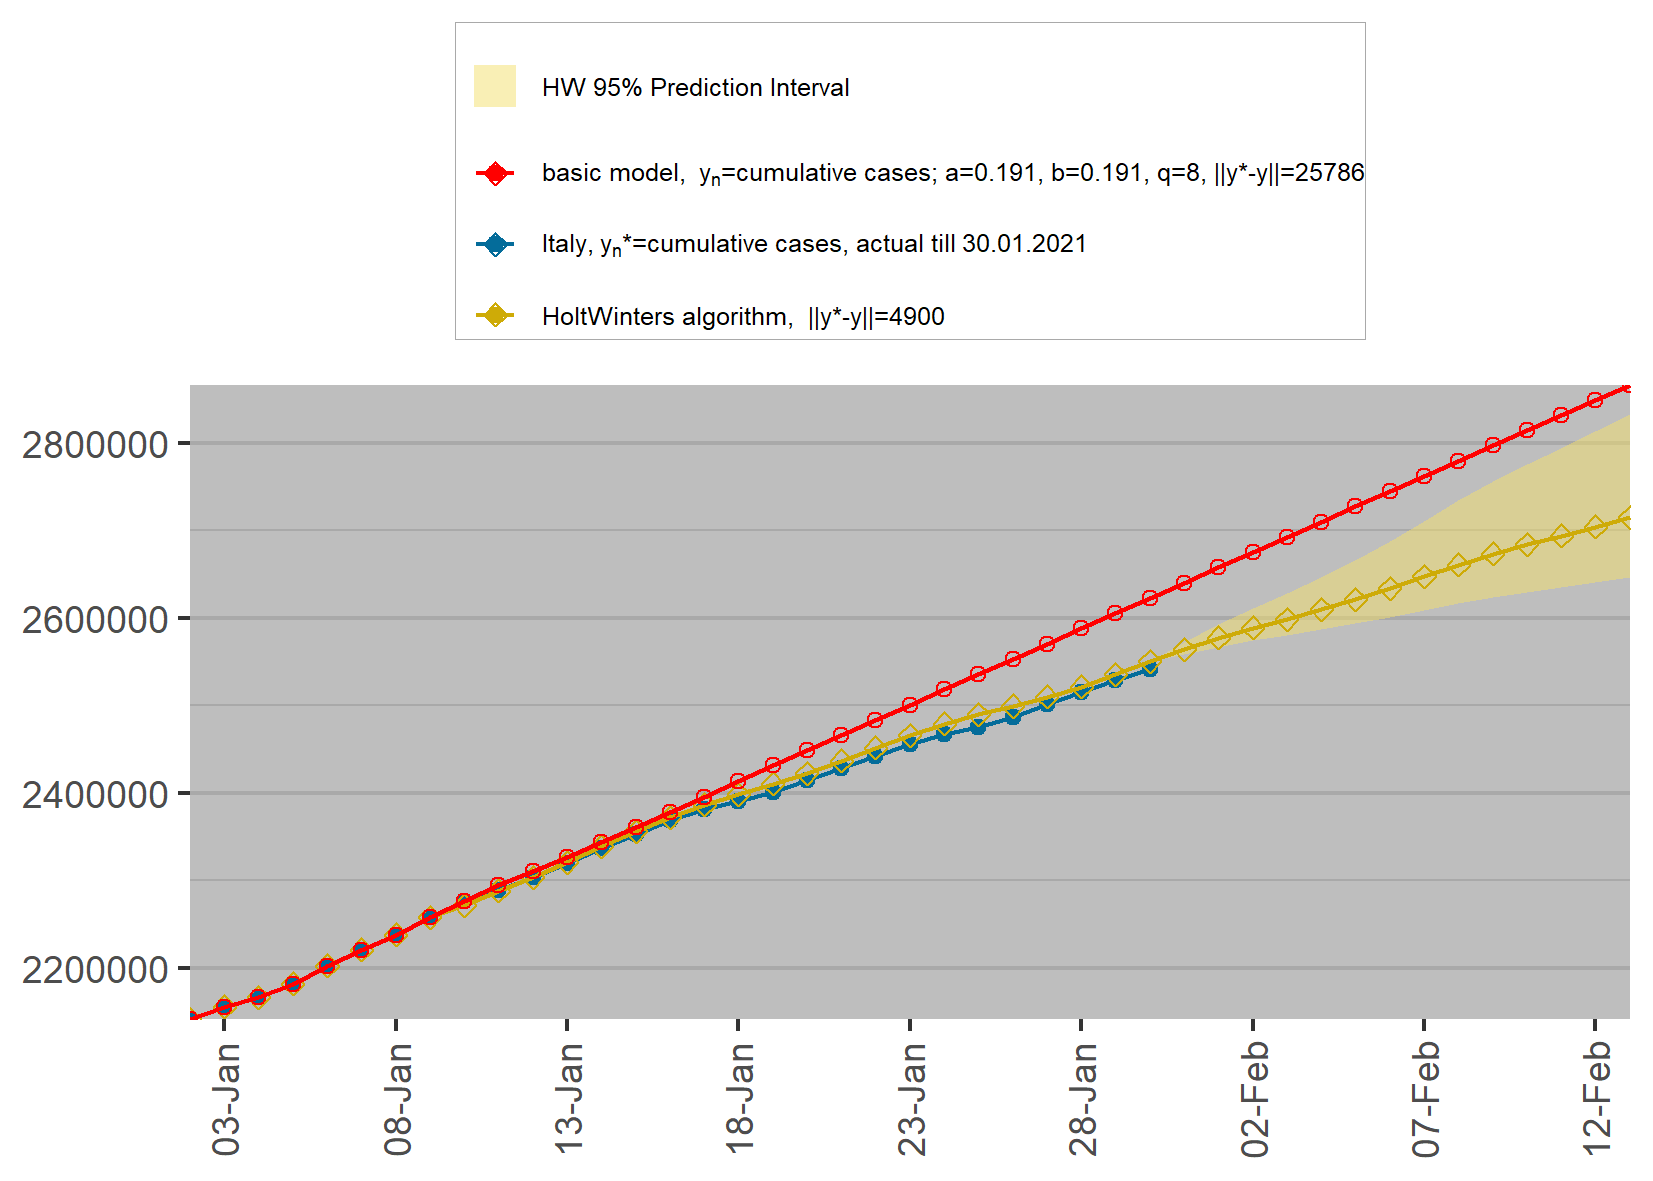 HW 95% Prediction Interval
basic model, yn=cumulative cases; a=0.191, b=0.191, q=8, ||y*-y||=25786
Italy, yn*=cumulative cases, actual till 30.01.2021
HoltWinters algorithm, ||y*-y||=4900
2800000
2600000
2400000
2200000
03-Jan
08-Jan
13-Jan
18-Jan
23-Jan
28-Jan
02-Feb
07-Feb
12-Feb